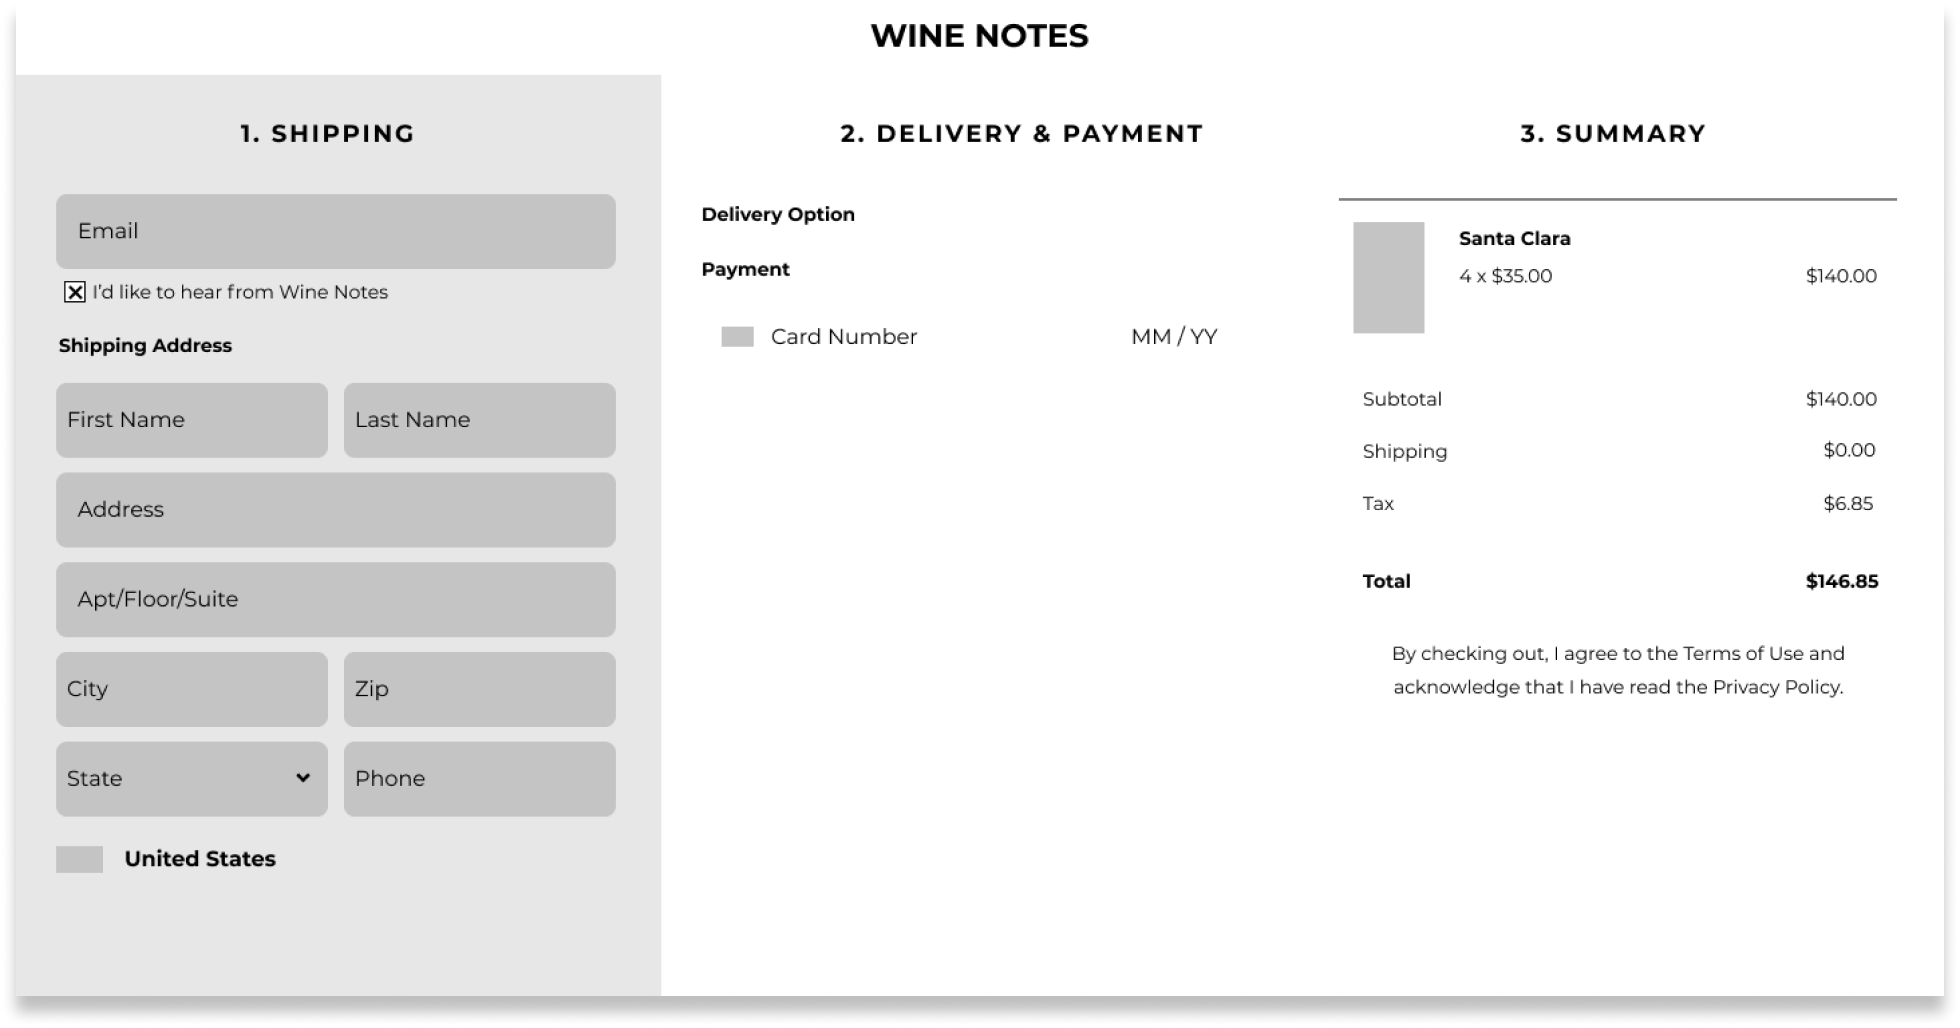 WINE NOTES
1. SHIPPING
Email
I'd like to hear from Wine Notes
Shipping Address
First Name
Last Name
Address
Apt/Floor/Suite
City
Zip
State
Phone
United States
2. DELIVERY & PAYMENT
Delivery Option
Payment
Card Number
MM / YY
3. SUMMARY
Santa Clara
4 x $35.00 $140.00
Subtotal $140.00
Shipping $0.00
Tax $6.85
Total $146.85
By checking out, I agree to the Terms of Use and
acknowledge that I have read the Privacy Policy.